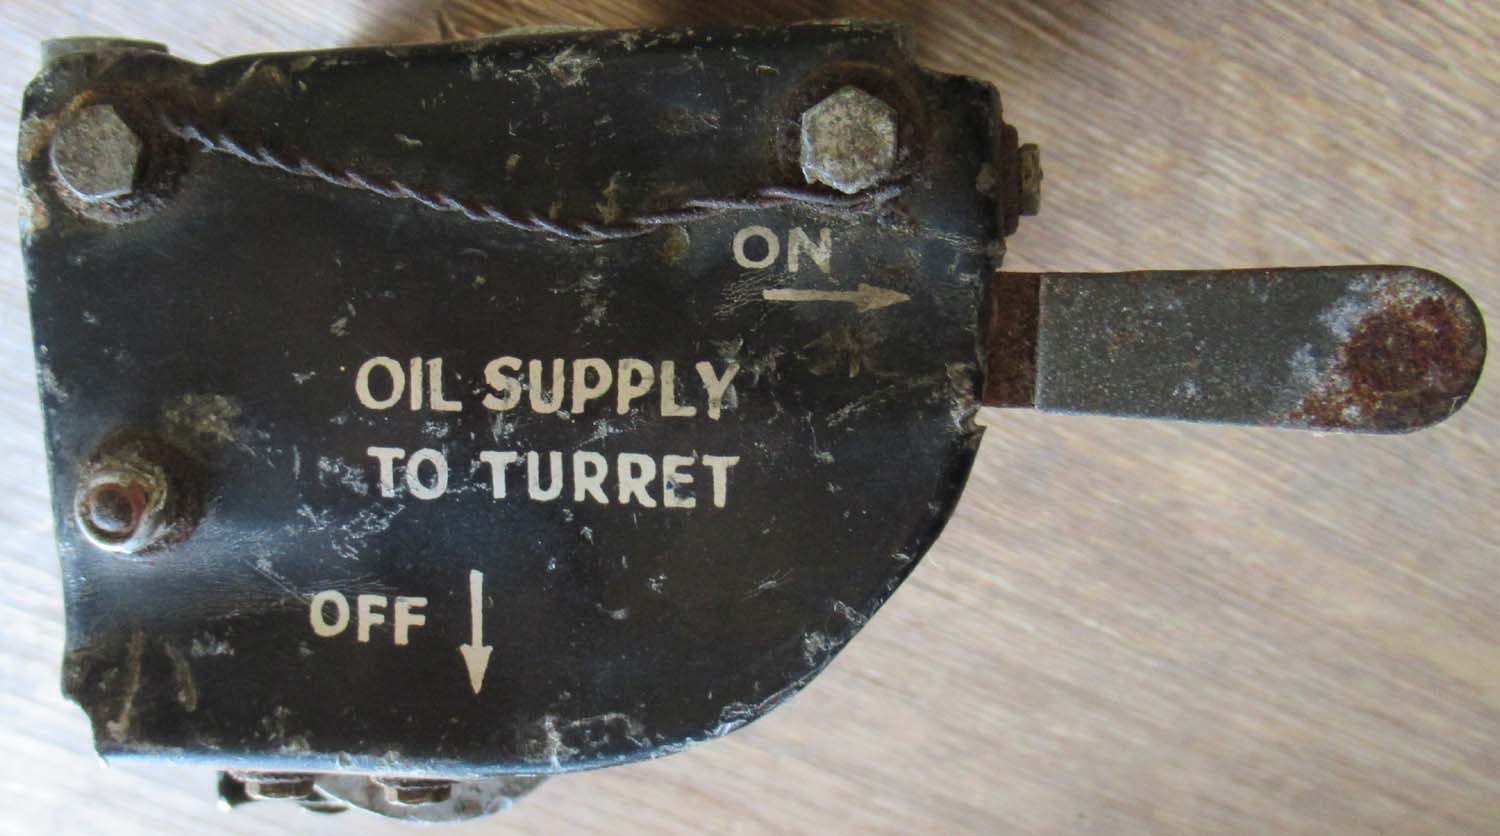 ON
OIL SUPPLY
TO TURRET
OFF